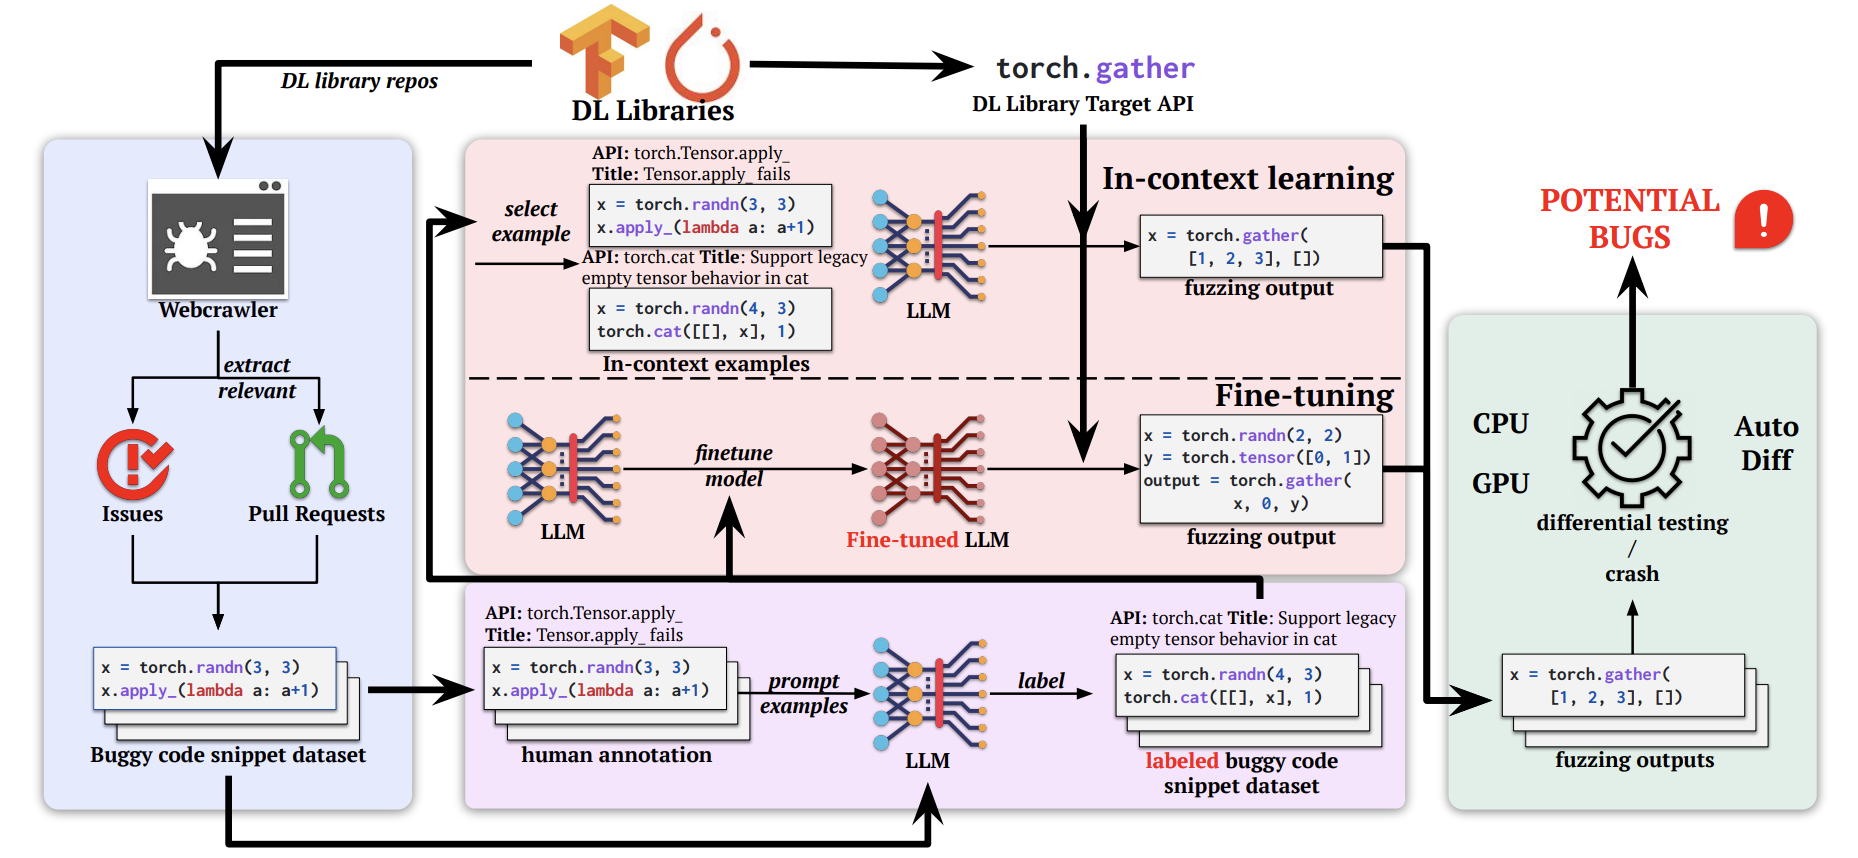 DL library repos
DL Libraries
torch.gather
DL Library Target API
Webcrawler
extract
relevant
Issues
Pull Requests
x = torch.randn(3, 3)
x.apply_(lambda a: a+1)
Buggy code snippet dataset
select
example
API: torch.Tensor.apply_
Title: Tensor.apply_ fails
x = torch.randn(3, 3)
x.apply_(lambda a: a+1)
API: torch.cat Title: Support legacy
empty tensor behavior in cat
x = torch.randn(4, 3)
torch.cat([[], x], 1)
In-context examples
LLM
In-context learning
x = torch.gather(
[1, 2, 3], [])
fuzzing output
Fine-tuning
LLM
finetune
model
Fine-tuned LLM
x = torch.randn(2, 2)
y = torch.tensor([0, 1])
output = torch.gather(
x, 0, y)
fuzzing output
API: torch.Tensor.apply_
Title: Tensor.apply_ fails
x = torch.randn(3, 3)
x.apply_(lambda a: a+1)
human annotation
prompt
examples
LLM
label
API: torch.cat Title: Support legacy
empty tensor behavior in cat
x = torch.randn(4, 3)
torch.cat([[], x], 1)
labeled buggy code
snippet dataset
POTENTIAL
BUGS
CPU
GPU
Auto
Diff
differential testing
/
crash
x = torch.gather(
[1, 2, 3], [])
fuzzing outputs